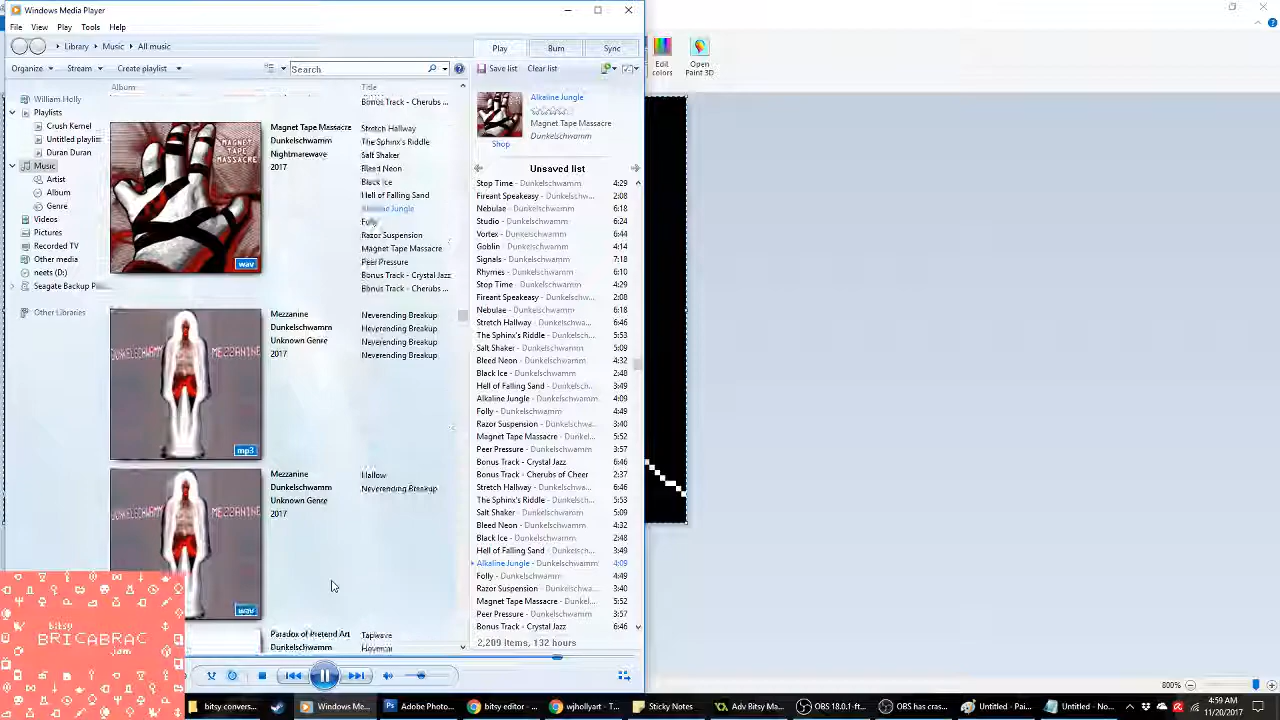 Windows Media Player
File View Play Tools Help
Library Music All music
Play Burn Sync
Edit colors
Open Paint 3D
Organize Stream Create playlist
Search
Save list Clear list
Album Title
William.Holly
Playlists
Crush Kernel
Untitled playlis
Duran Duran
Music
Artist
Album
Genre
Videos
Pictures
Recorded TV
Other media
neets (D:)
Seagate Backup P
Other Libraries
MAGNET TAPE MASSACRE
wav
Magnet Tape Massacre
Dunkelschwamm
Nightmarewave
2017
Bonus Track - Cherubs ...
Stretch Hallway
The Sphinx's Riddle
Salt Shaker
Bleed Neon
Black Ice
Hell of Falling Sand
Alkaline Jungle
Folly
Razor Suspension
Magnet Tape Massacre
Peer Pressure
Bonus Track - Crystal Jazz
Bonus Track - Cherubs ...
DUNKELSCHWAMM MEZZANINE
mp3
Mezzanine
Dunkelschwamm
Unknown Genre
2017
Neverending Breakup
Neverending Breakup
Neverending Breakup
Neverending Breakup
DUNKELSCHWAMM MEZZANINE
wav
Mezzanine
Dunkelschwamm
Unknown Genre
2017
Hallow
Neverending Breakup
Paradox of Pretend Art
Dunkelschwamm
Tapwave
Alkaline Jungle
Magnet Tape Massacre
Dunkelschwamm
Shop
Unsaved list
Stop Time - Dunkelschwamm 4:29
Fireant Speakeasy - Dunkelschw... 2:08
Nebulae - Dunkelschwamm 6:18
Studio - Dunkelschwamm 6:24
Vortex - Dunkelschwamm 6:44
Goblin - Dunkelschwamm 4:14
Signals - Dunkelschwamm 7:18
Rhymes - Dunkelschwamm 6:10
Stop Time - Dunkelschwamm 4:29
Fireant Speakeasy - Dunkelschw... 2:08
Nebulae - Dunkelschwamm 6:18
Stretch Hallway - Dunkelschwa... 6:46
The Sphinx's Riddle - Dunkelsch... 5:53
Salt Shaker - Dunkelschwamm 6:48
Bleed Neon - Dunkelschwamm 4:32
Black Ice - Dunkelschwamm 2:48
Hell of Falling Sand - Dunkelsch... 3:49
Alkaline Jungle - Dunkelschwamm 4:09
Folly - Dunkelschwamm 4:49
Razor Suspension - Dunkelschwa... 3:40
Magnet Tape Massacre - Dunkel... 5:52
Peer Pressure - Dunkelschwamm 3:57
Bonus Track - Crystal Jazz 6:46
Bonus Track - Cherubs of Cheer 2:37
Stretch Hallway - Dunkelschwa... 6:46
The Sphinx's Riddle - Dunkelsch... 5:53
Salt Shaker - Dunkelschwamm 6:48
Bleed Neon - Dunkelschwamm 4:32
Black Ice - Dunkelschwamm 2:48
Hell of Falling Sand - Dunkelsch... 3:49
Alkaline Jungle - Dunkelschwamm 4:09
Folly - Dunkelschwamm 4:49
Razor Suspension - Dunkelschwa... 3:40
Magnet Tape Massacre - Dunkel... 5:52
Peer Pressure - Dunkelschwamm 3:57
Bonus Track - Crystal Jazz 6:46
2,209 items, 132 hours
bitsy
BRICABRAC
jam
800%
bitsy conver... Windows Me... Adobe Photo... bitsy editor - ... wjhollyart - ... Sticky Notes Adv Bitsy Ma... OBS 18.0.1-ft... OBS has cras... Untitled - Pai... Untitled - No...
4:59 AM
11/20/2017